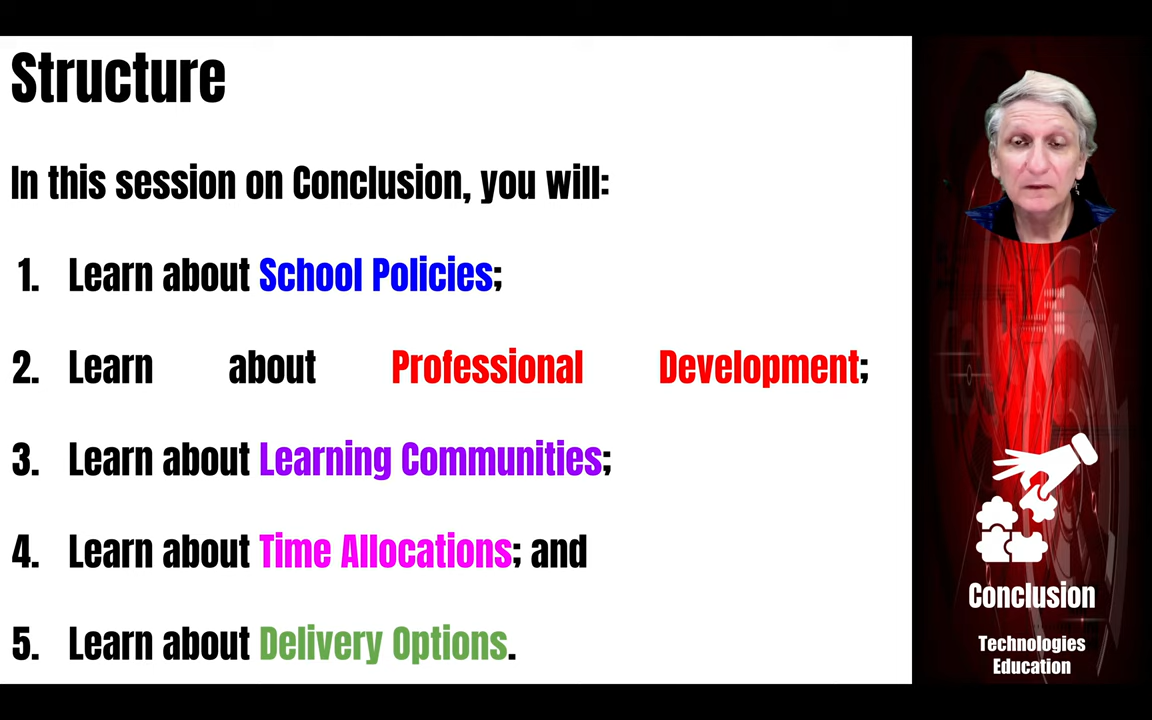 Structure
In this session on Conclusion, you will:
1. Learn about School Policies;
2. Learn about Professional Development;
3. Learn about Learning Communities;
4. Learn about Time Allocations; and
5. Learn about Delivery Options.
Conclusion
Technologies
Education